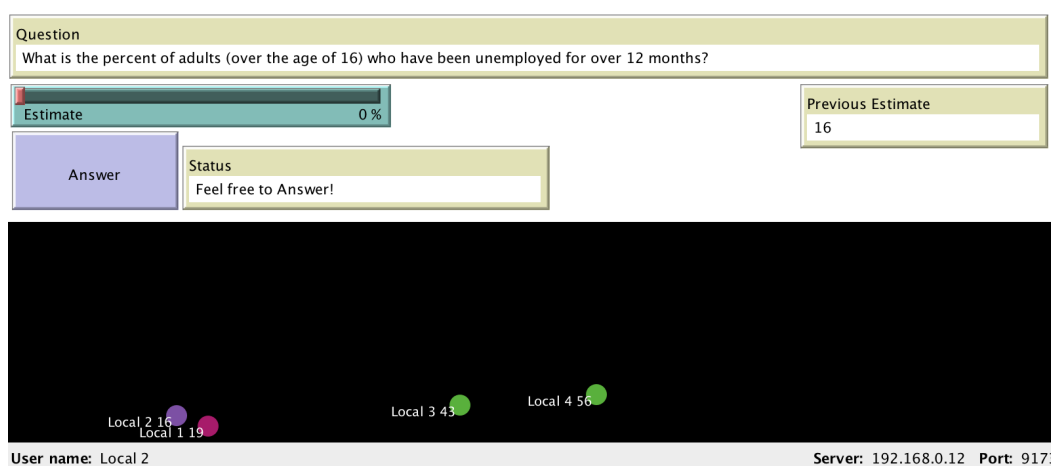 Question
What is the percent of adults (over the age of 16) who have been unemployed for over 12 months?
Estimate 0 %
Previous Estimate
16
Answer
Status
Feel free to Answer!
Local 4 56
Local 3 43
Local 2 16
Local 1 19
User name: Local 2 Server: 192.168.0.12 Port: